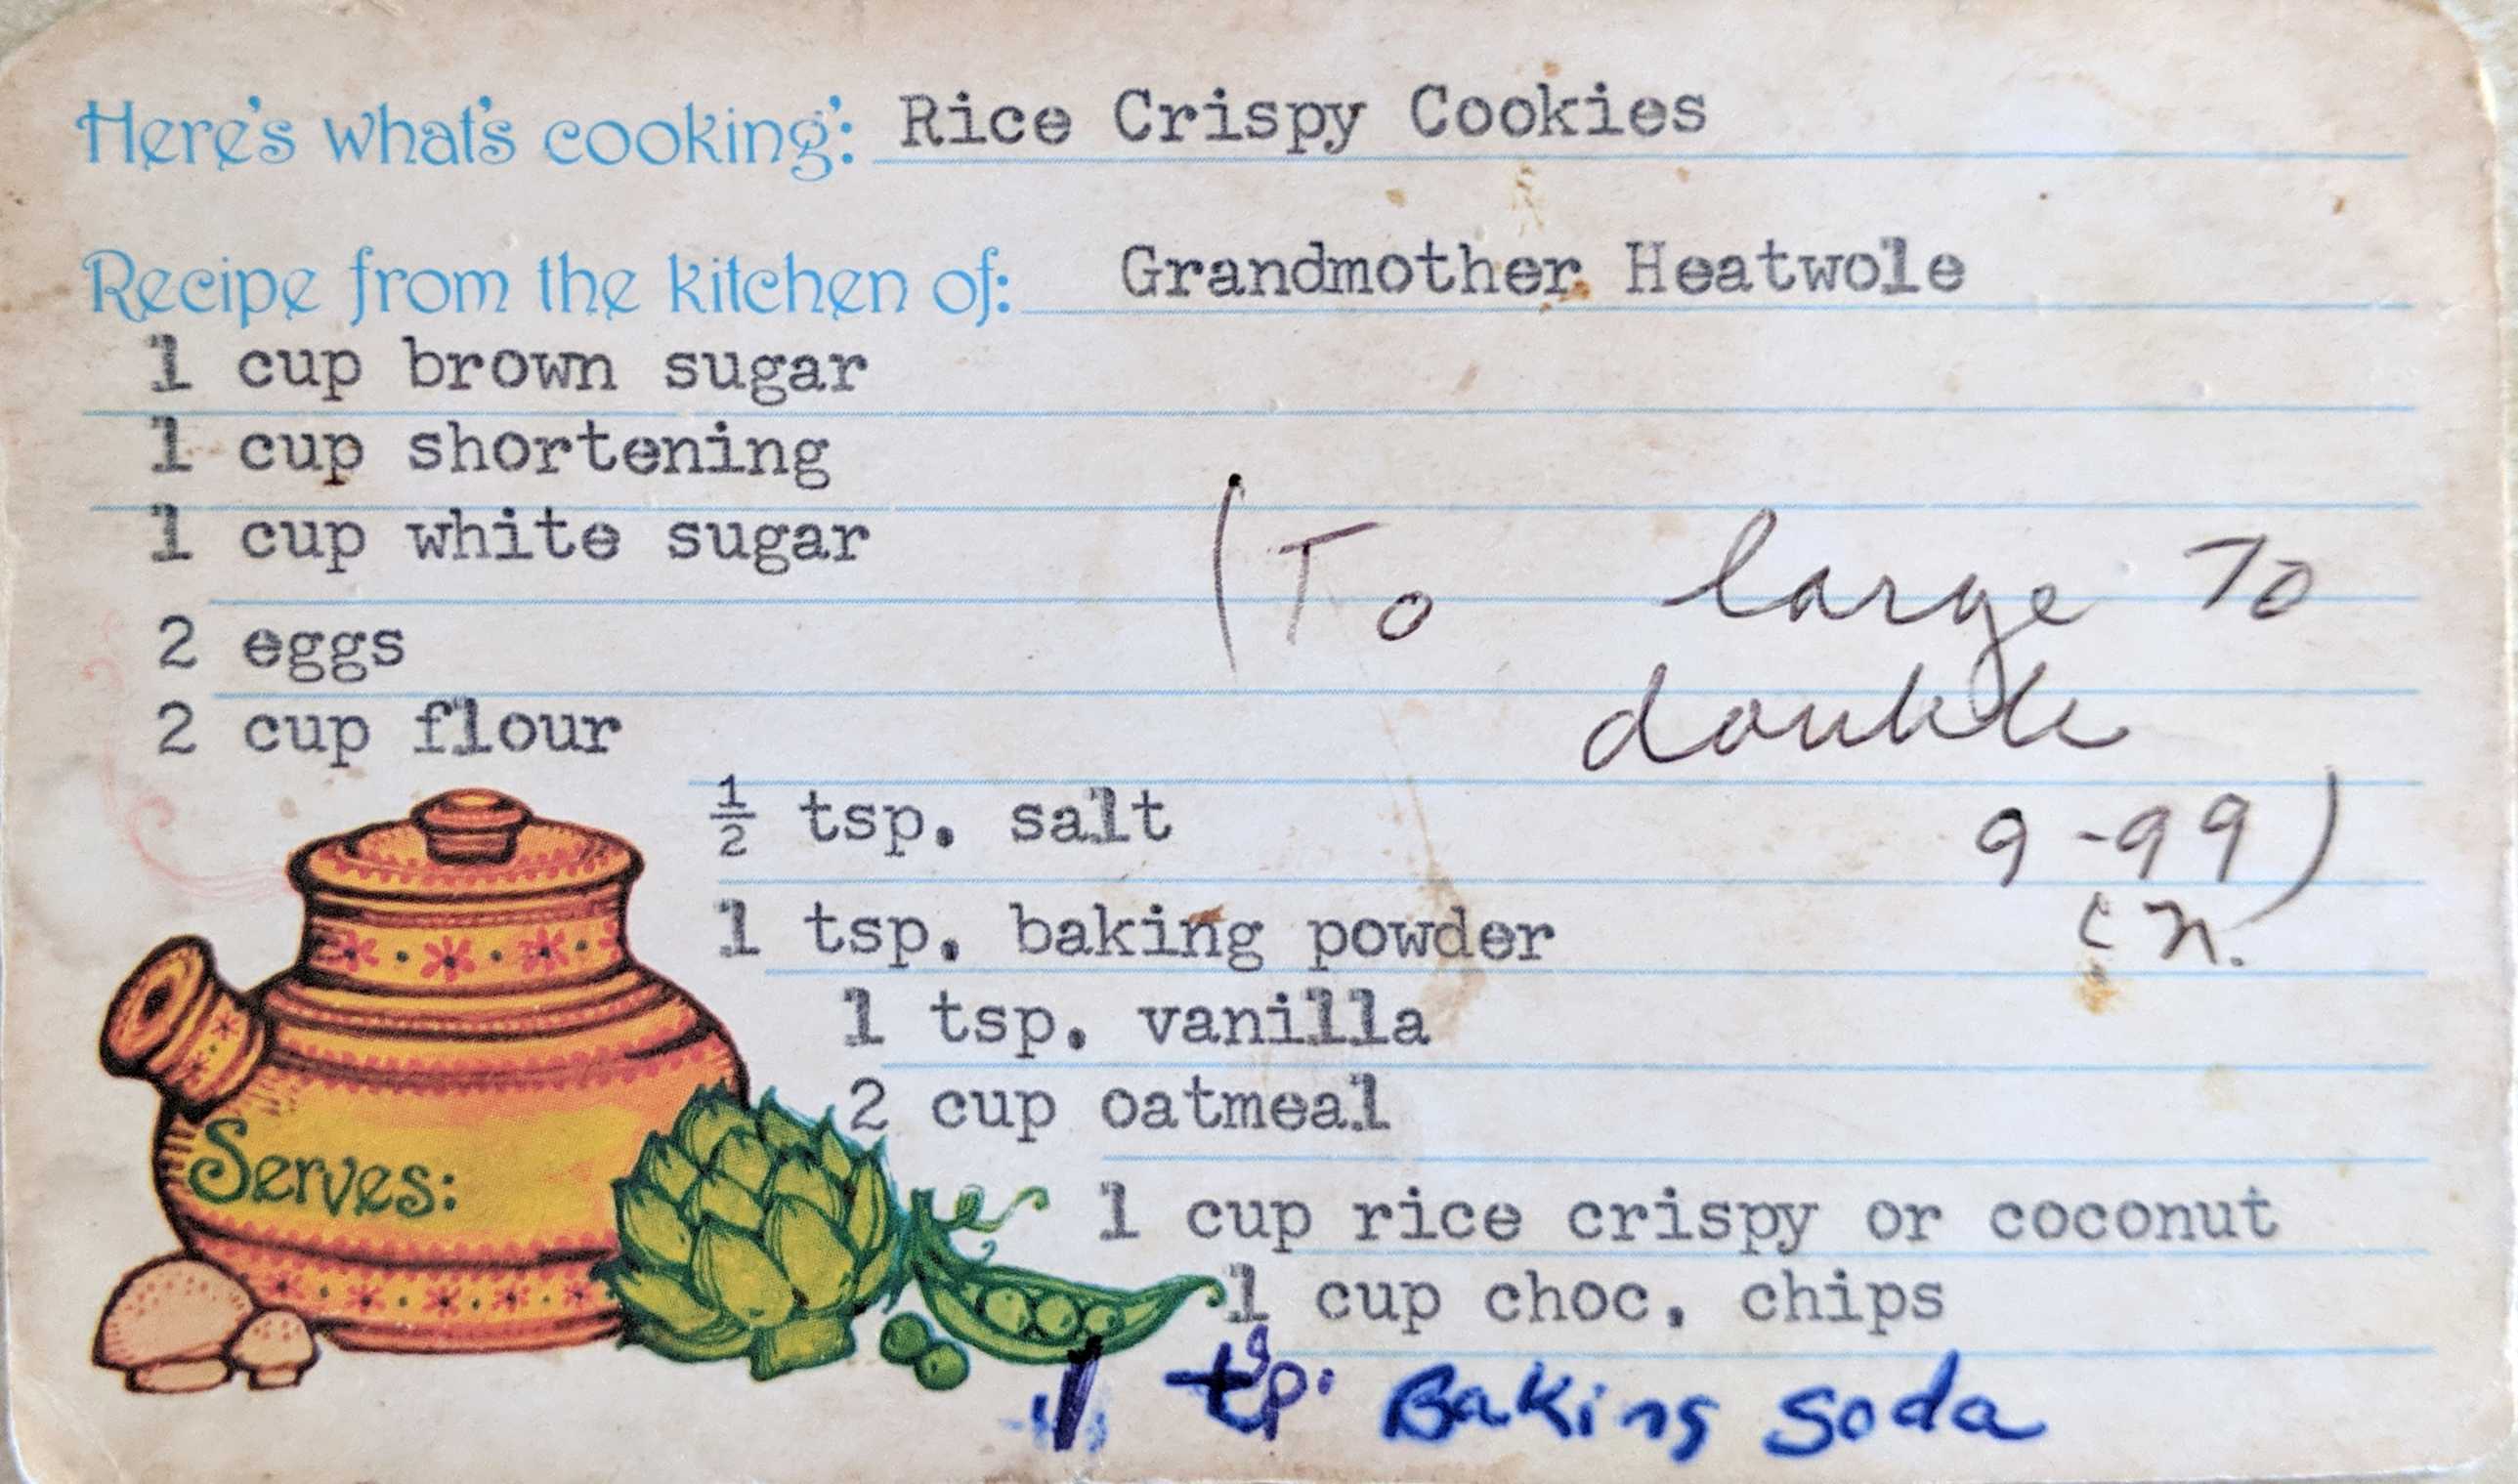 Here's what's cooking: Rice Crispy Cookies
Recipe from the kitchen of: Grandmother Heatwole
1 cup brown sugar
1 cup shortening
1 cup white sugar
2 eggs
2 cup flour
(To large To
double
9-99)
½ tsp. salt
1 tsp. baking powder
1 tsp. vanilla
2 cup oatmeal
Serves:
1 cup rice crispy or coconut
1 cup choc. chips
1 tsp. Baking soda